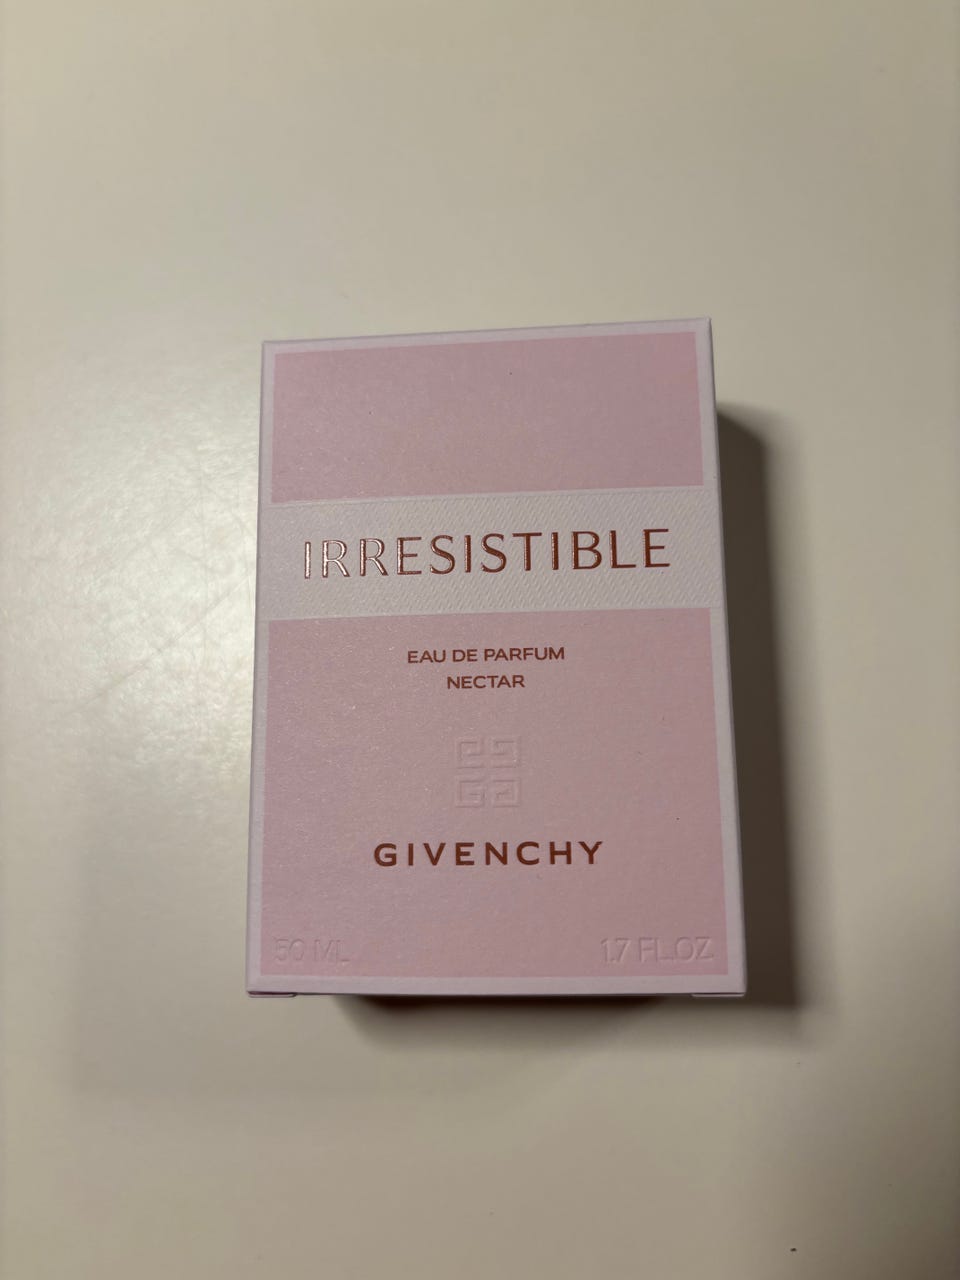 IRRESISTIBLE
EAU DE PARFUM
NECTAR
GIVENCHY
50 ML
1.7 FL.OZ